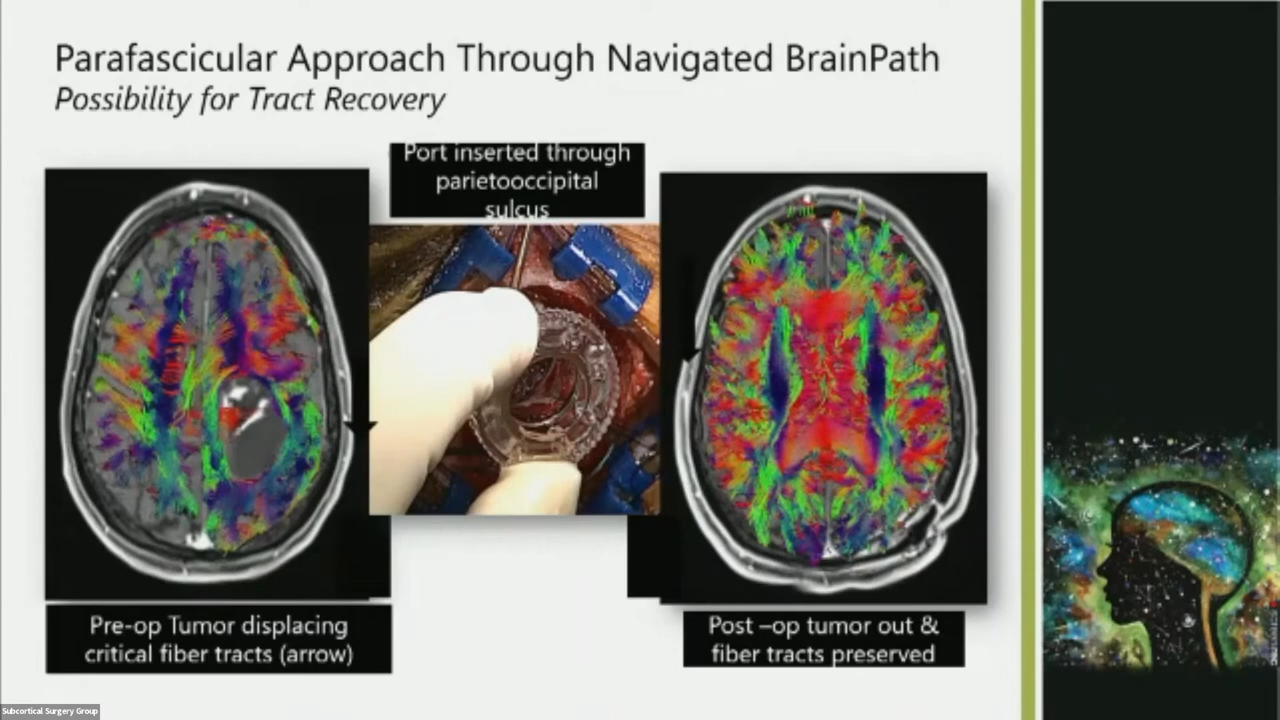 Parafascicular Approach Through Navigated BrainPath
Possibility for Tract Recovery
Port inserted through
parietooccipital
sulcus
Pre-op Tumor displacing
critical fiber tracts (arrow)
Post –op tumor out &
fiber tracts preserved
Subcortical Surgery Group